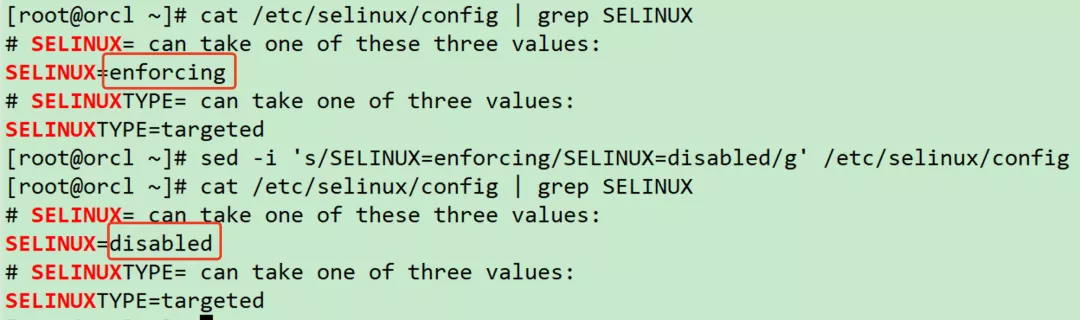 [root@orcl ~]# cat /etc/selinux/config | grep SELINUX
# SELINUX= can take one of these three values:
SELINUX=enforcing
# SELINUXTYPE= can take one of three values:
SELINUXTYPE=targeted
[root@orcl ~]# sed -i 's/SELINUX=enforcing/SELINUX=disabled/g' /etc/selinux/config
[root@orcl ~]# cat /etc/selinux/config | grep SELINUX
# SELINUX= can take one of these three values:
SELINUX=disabled
# SELINUXTYPE= can take one of three values:
SELINUXTYPE=targeted